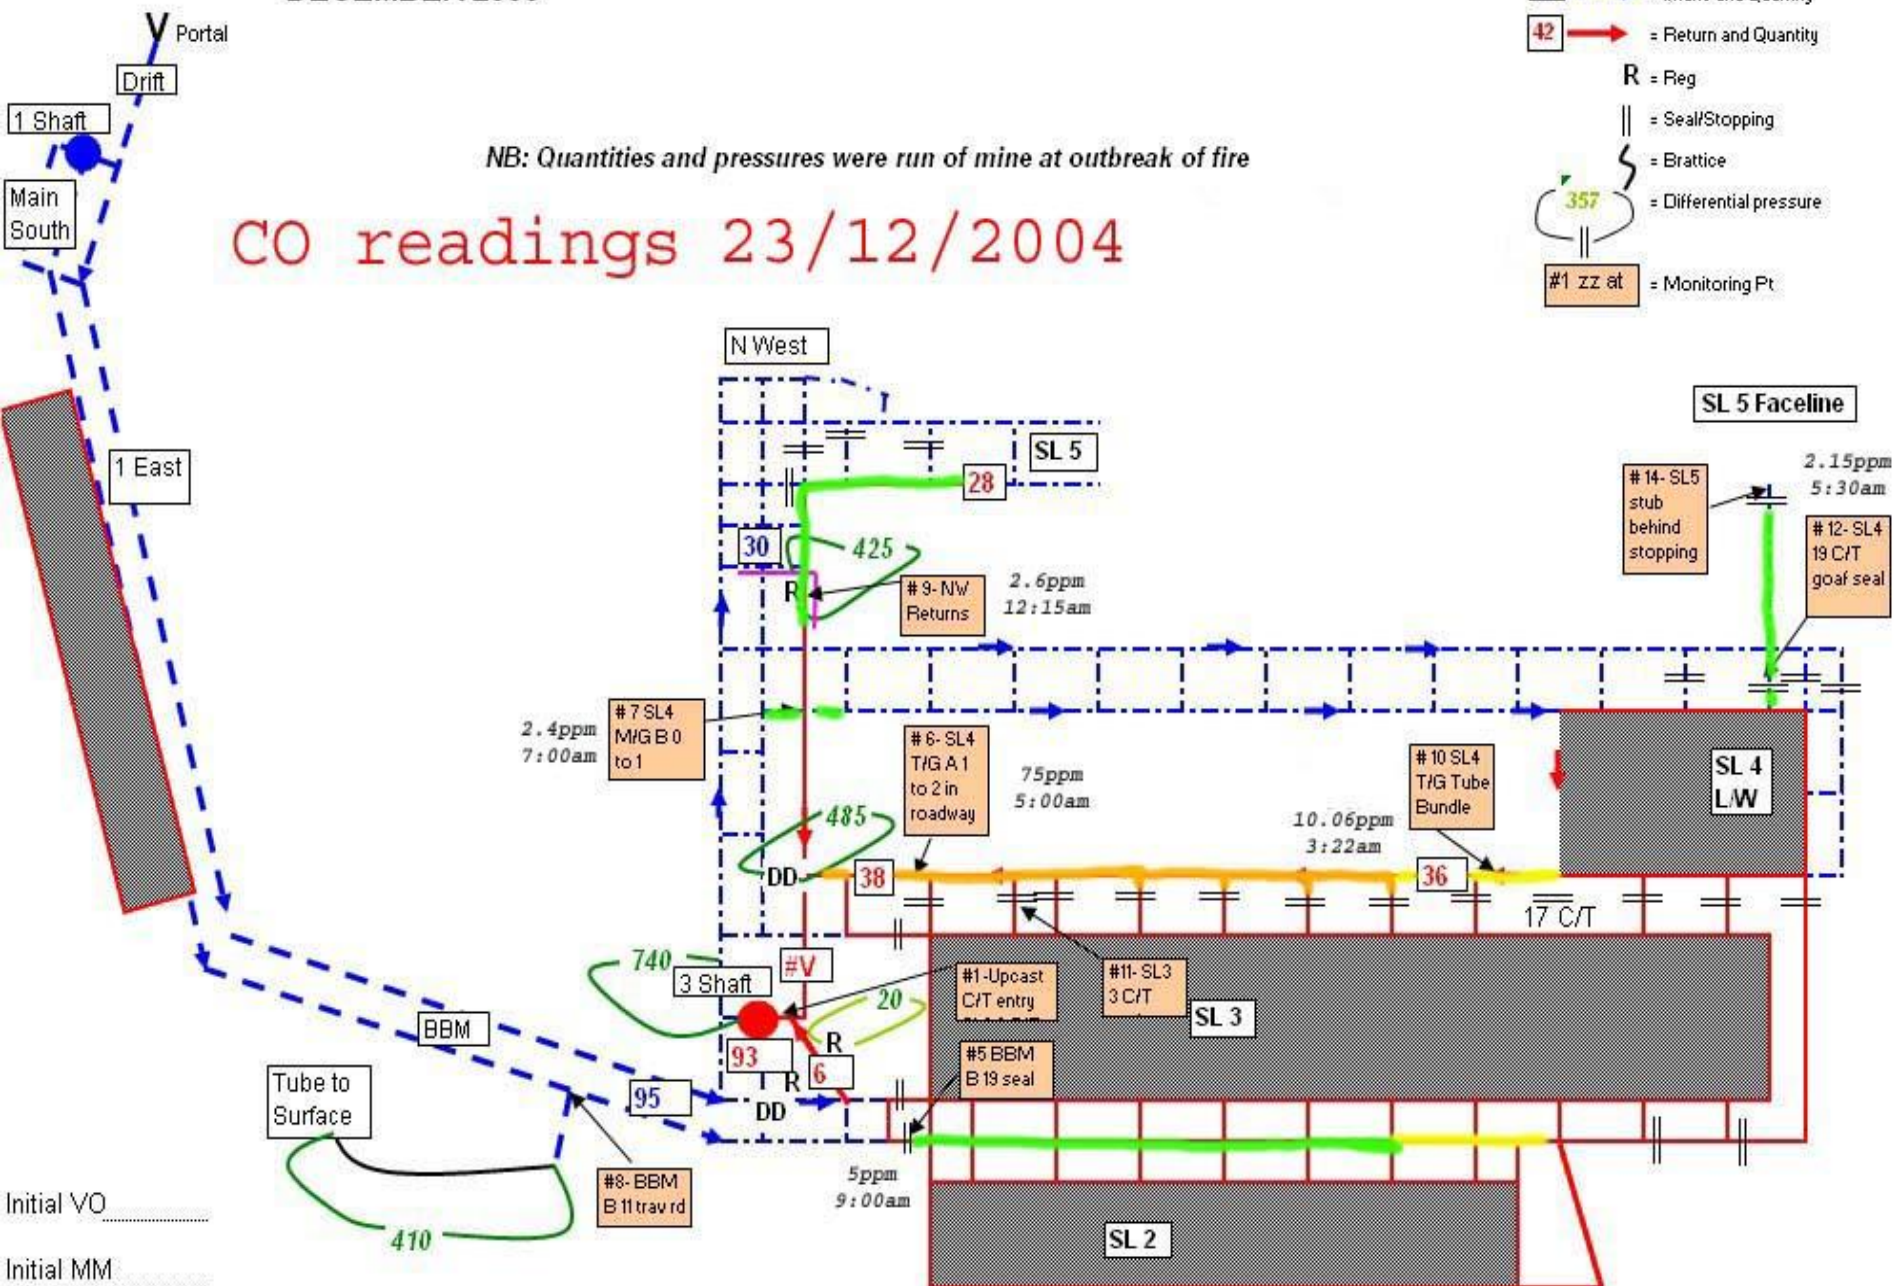 V Portal
Drift
1 Shaft
Main
South
42 = Return and Quantity
R = Reg
= Seal/Stopping
= Brattice
357 = Differential pressure
#1 zz at = Monitoring Pt
NB: Quantities and pressures were run of mine at outbreak of fire
CO readings 23/12/2004
N West
SL 5 Faceline
1 East
SL 5
28
30
425
R
# 9- NW
Returns
2.6ppm
12:15am
# 14- SL5
stub
behind
stopping
2.15ppm
5:30am
# 12- SL4
19 C/T
goaf seal
2.4ppm
7:00am
# 7 SL4
M/G B 0
to 1
# 6- SL4
T/G A 1
to 2 in
roadway
75ppm
5:00am
10.06ppm
3:22am
# 10 SL4
T/G Tube
Bundle
SL 4
L/W
485
DD
38
36
17 C/T
740
3 Shaft
#V
20
#1-Upcast
C/T entry
#11- SL3
3 C/T
SL 3
BBM
93
R
R
6
#5 BBM
B 19 seal
Tube to
Surface
95
DD
#8- BBM
B 11 trav rd
5ppm
9:00am
410
SL 2
Initial VO
Initial MM